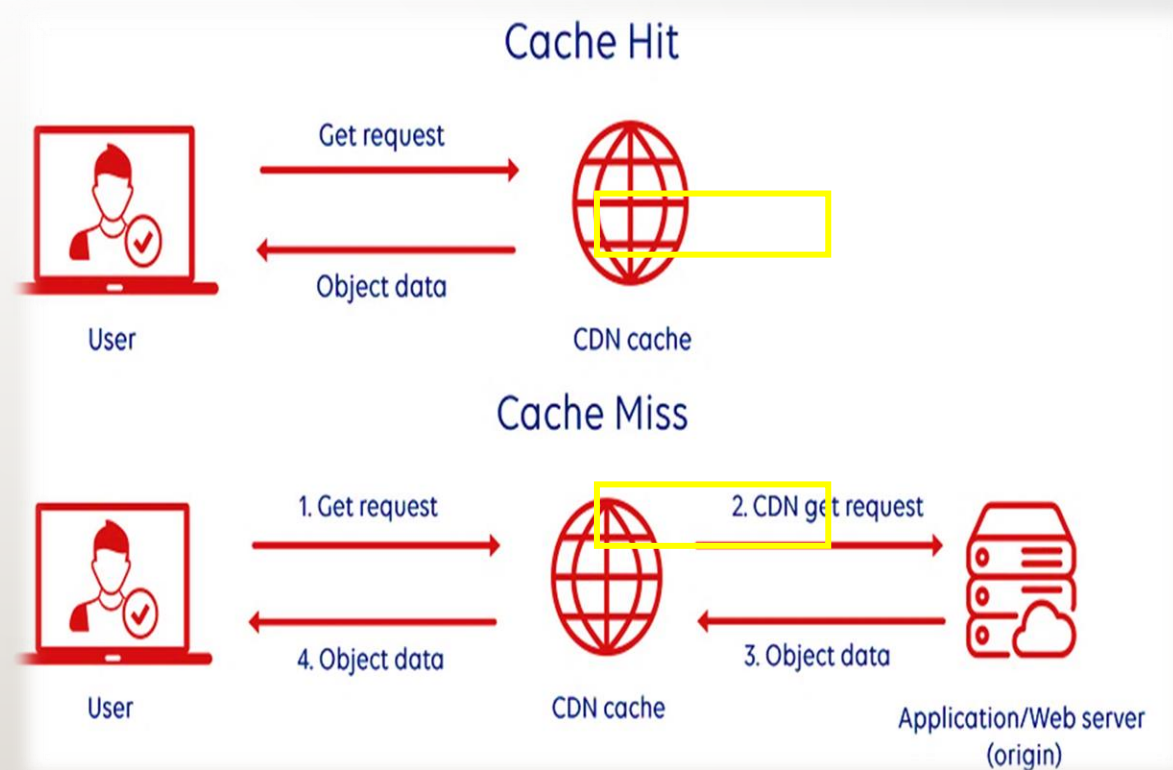 Cache Hit
Get request
Object data
User
CDN cache
Cache Miss
1. Get request
2. CDN get request
4. Object data
3. Object data
User
CDN cache
Application/Web server
(origin)